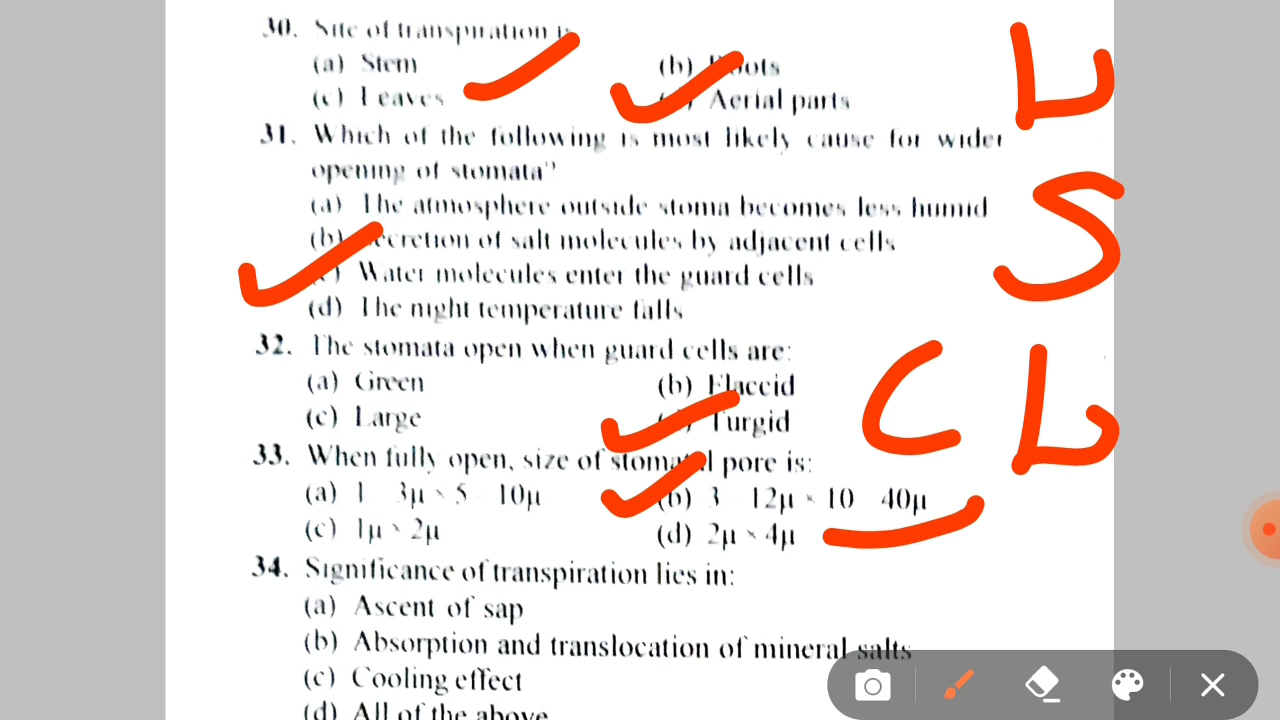 30. Site of transpiration is
(a) Stem (b) Roots
(c) Leaves Aerial parts
31. Which of the following is most likely cause for wider
opening of stomata?
(a) The atmosphere outside stoma becomes less humid
(b) Secretion of salt molecules by adjacent cells
Water molecules enter the guard cells
(d) The night temperature falls
32. The stomata open when guard cells are:
(a) Green (b) Flaccid
(c) Large Turgid
33. When fully open, size of stomatal pore is:
(a) 1 3µ × 5 10µ (b) 3 12µ × 10 40µ
(c) 1µ × 2µ (d) 2µ × 4µ
34. Significance of transpiration lies in:
(a) Ascent of sap
(b) Absorption and translocation of mineral salts
(c) Cooling effect
(d) All of the above